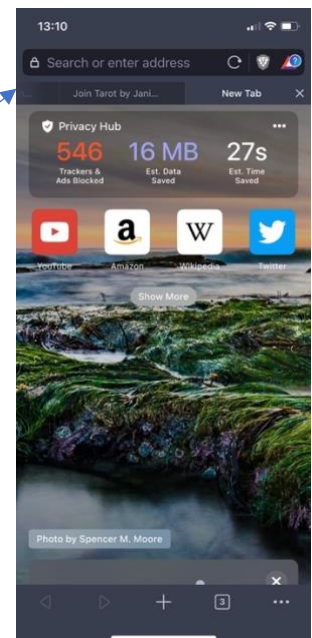 13:10
Search or enter address
Join Tarot by Jani...
New Tab
Privacy Hub
546 16 MB 27s
Trackers & Est. Data Est. Time
Ads Blocked Saved Saved
a W
YouTube Amazon Wikipedia Twitter
Show More
Photo by Spencer M. Moore
3